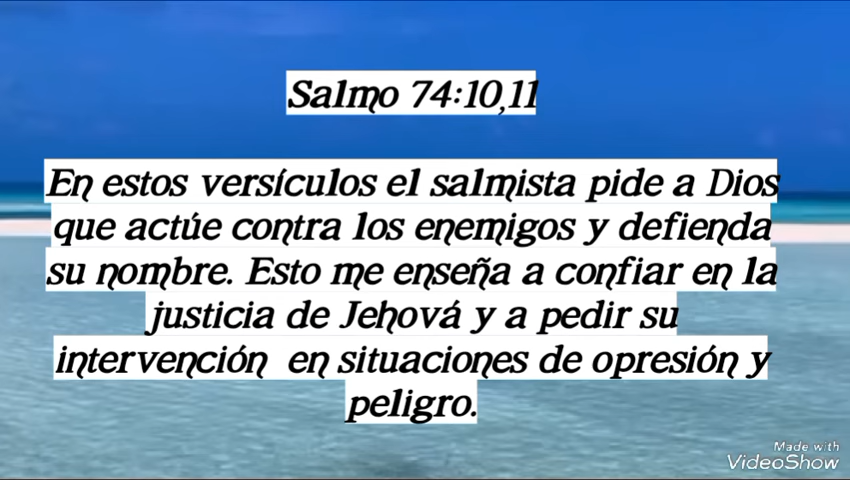 Salmo 74:10,11
En estos versículos el salmista pide a Dios
que actúe contra los enemigos y defienda
su nombre. Esto me enseña a confiar en la
justicia de Jehová y a pedir su
intervención en situaciones de opresión y
peligro.
Made with
VideoShow